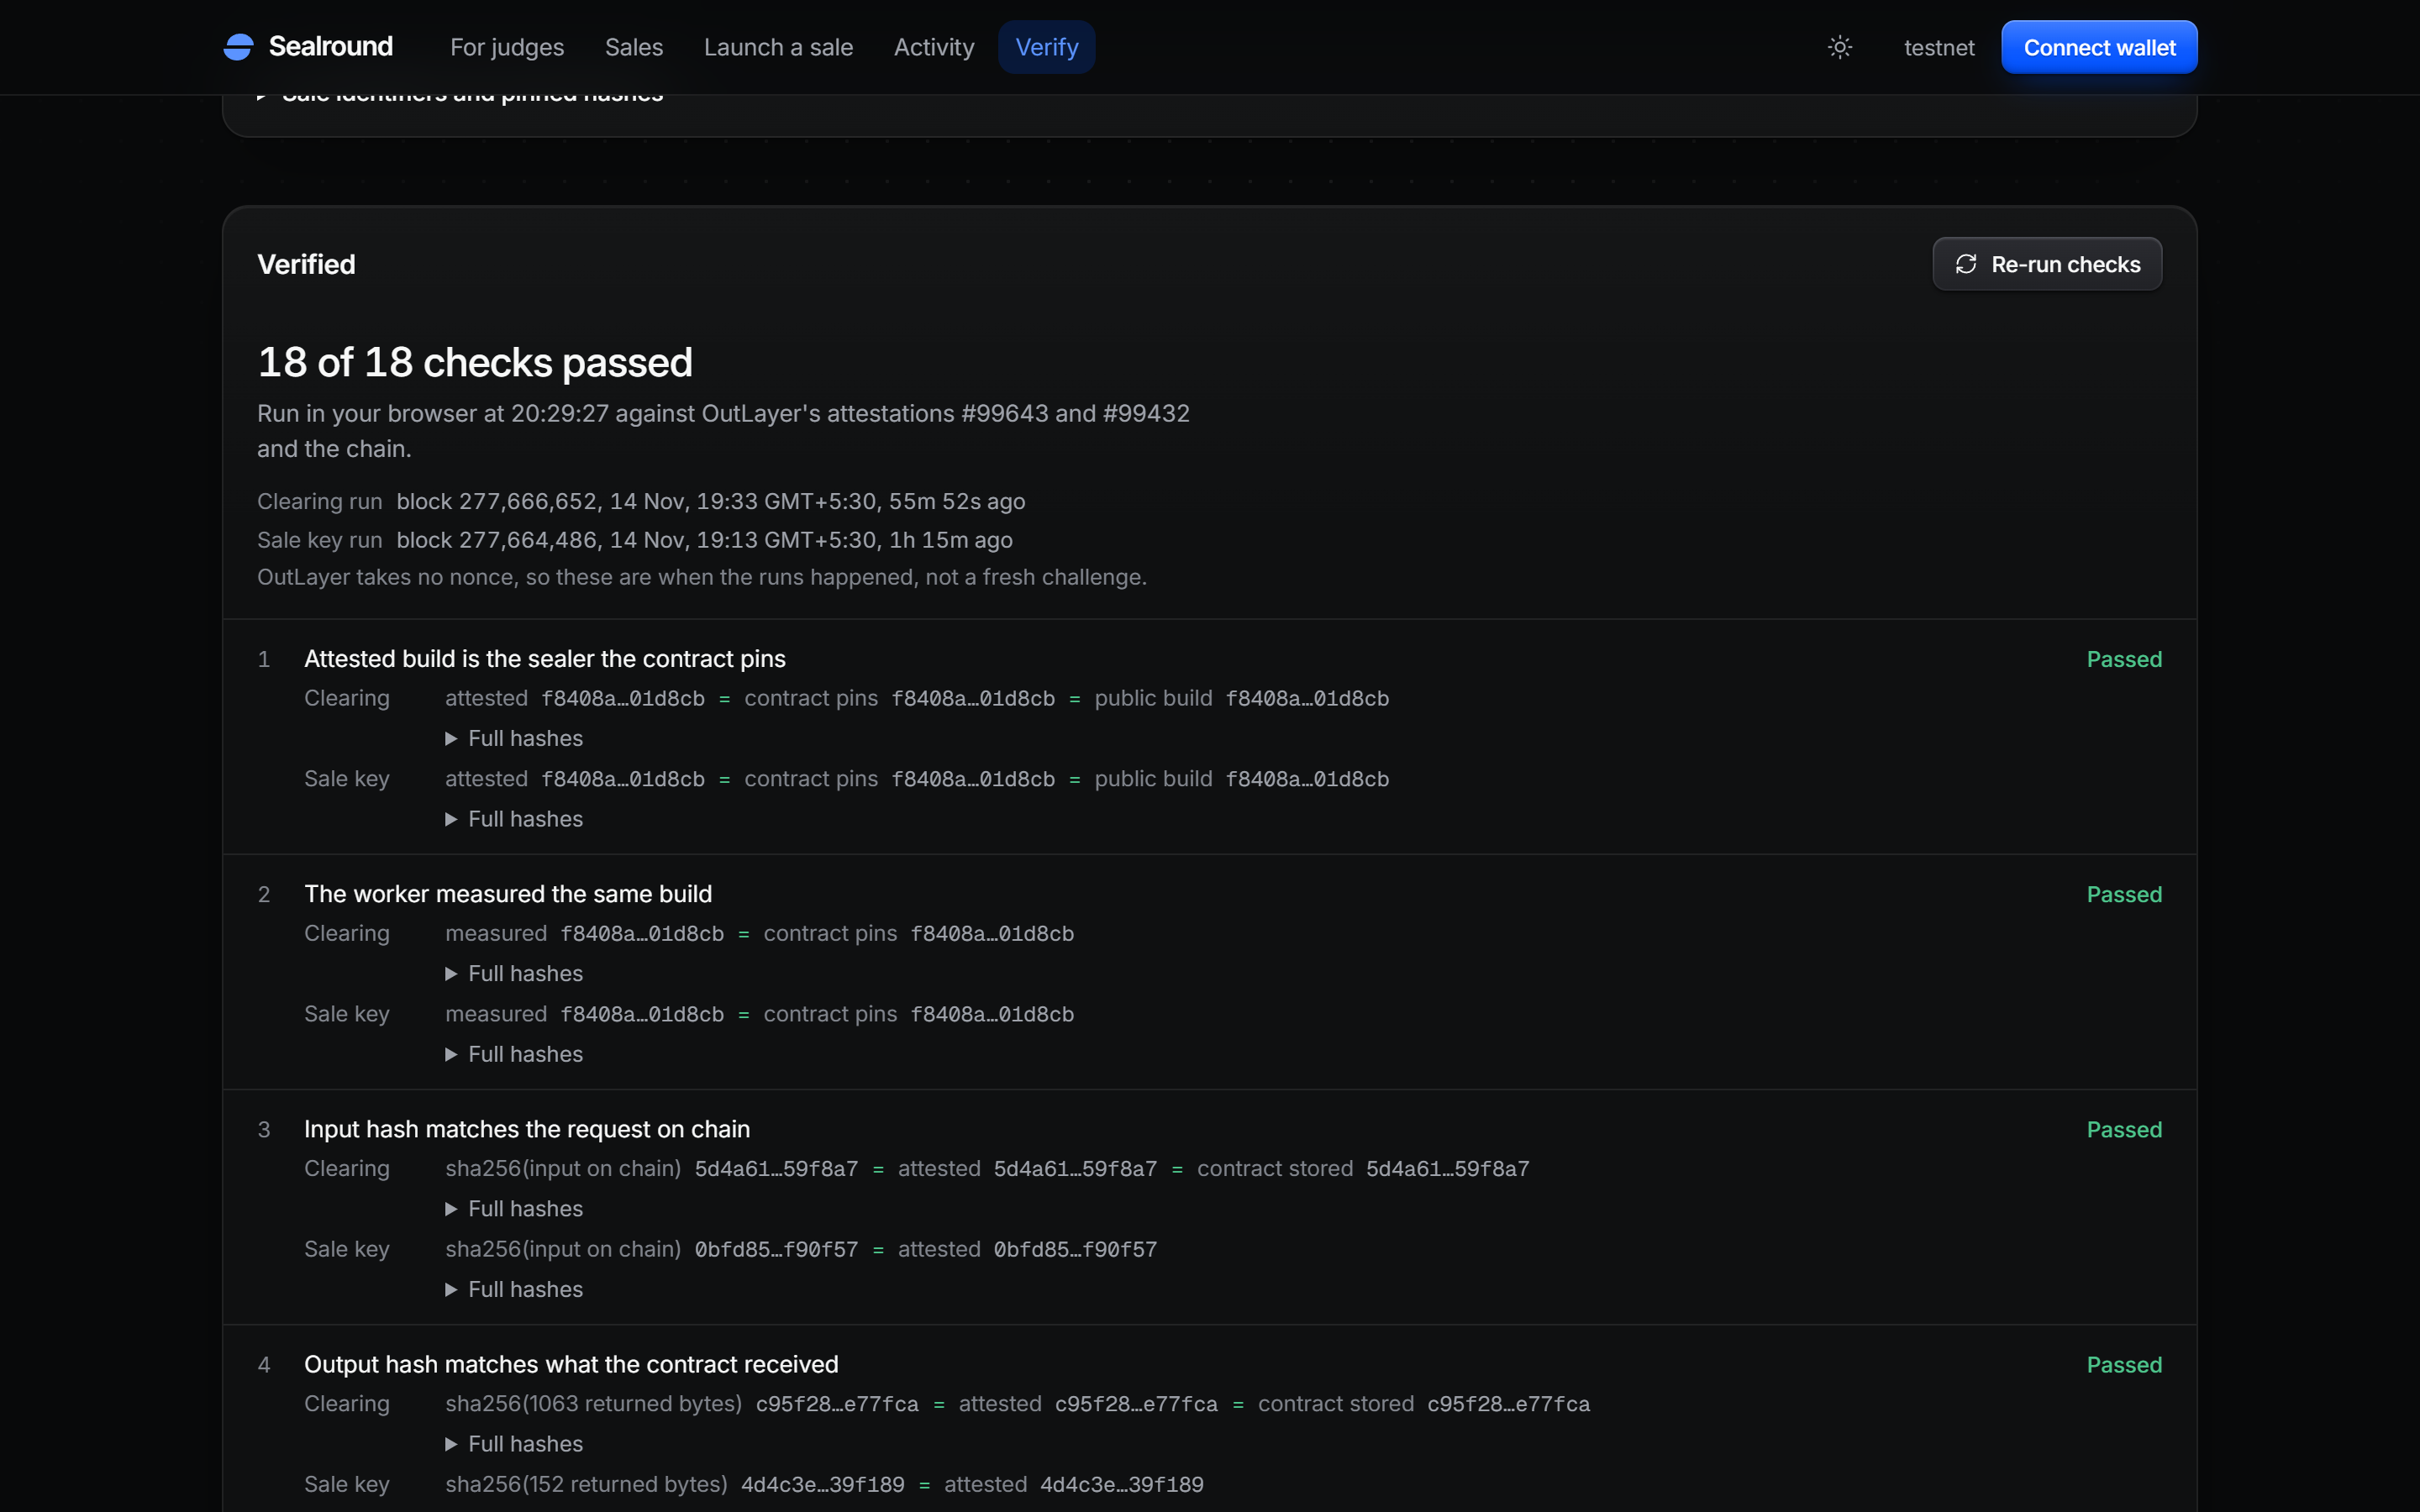 Sealround For judges Sales Launch a sale Activity Verify testnet Connect wallet
Sale identifiers and pinned hashes
Verified Re-run checks
18 of 18 checks passed
Run in your browser at 20:29:27 against OutLayer's attestations #99643 and #99432
and the chain.
Clearing run block 277,666,652, 14 Nov, 19:33 GMT+5:30, 55m 52s ago
Sale key run block 277,664,486, 14 Nov, 19:13 GMT+5:30, 1h 15m ago
OutLayer takes no nonce, so these are when the runs happened, not a fresh challenge.
1 Attested build is the sealer the contract pins Passed
Clearing attested f8408a…01d8cb = contract pins f8408a…01d8cb = public build f8408a…01d8cb
▶ Full hashes
Sale key attested f8408a…01d8cb = contract pins f8408a…01d8cb = public build f8408a…01d8cb
▶ Full hashes
2 The worker measured the same build Passed
Clearing measured f8408a…01d8cb = contract pins f8408a…01d8cb
▶ Full hashes
Sale key measured f8408a…01d8cb = contract pins f8408a…01d8cb
▶ Full hashes
3 Input hash matches the request on chain Passed
Clearing sha256(input on chain) 5d4a61…59f8a7 = attested 5d4a61…59f8a7 = contract stored 5d4a61…59f8a7
▶ Full hashes
Sale key sha256(input on chain) 0bfd85…f90f57 = attested 0bfd85…f90f57
▶ Full hashes
4 Output hash matches what the contract received Passed
Clearing sha256(1063 returned bytes) c95f28…e77fca = attested c95f28…e77fca = contract stored c95f28…e77fca
▶ Full hashes
Sale key sha256(152 returned bytes) 4d4c3e…39f189 = attested 4d4c3e…39f189